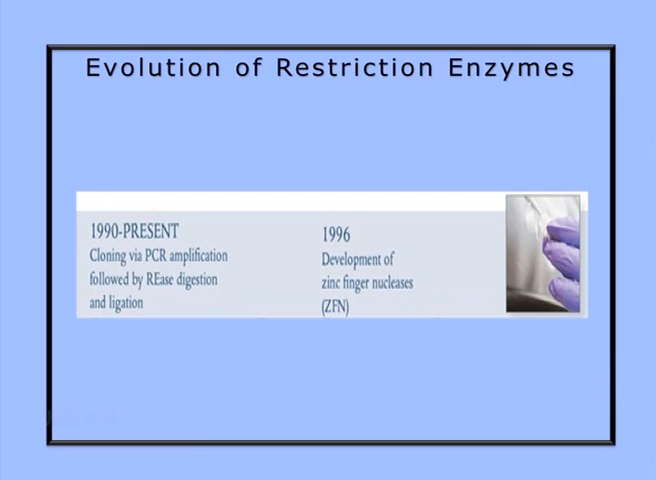 Evolution of Restriction Enzymes
1990-PRESENT
Cloning via PCR amplification
followed by REase digestion
and ligation
1996
Development of
zinc finger nucleases
(ZFN)